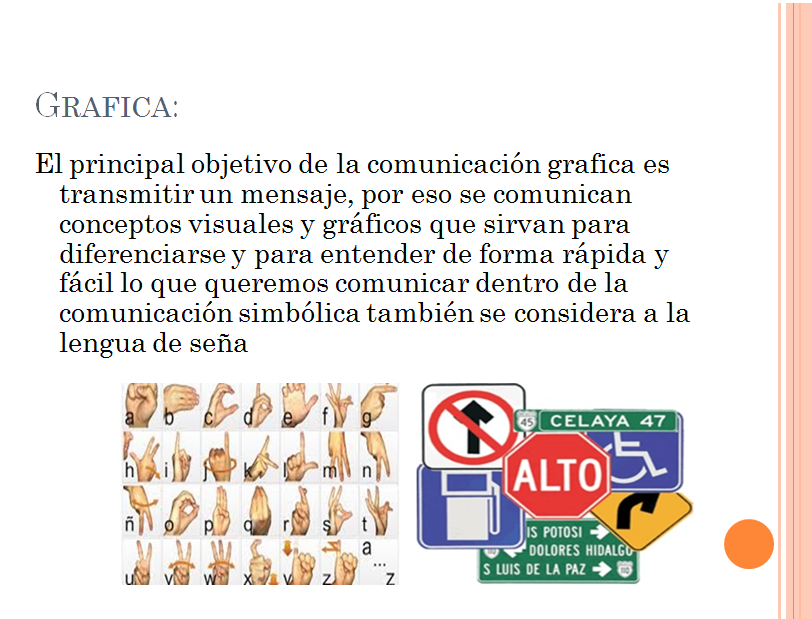 GRAFICA:
El principal objetivo de la comunicación grafica es
transmitir un mensaje, por eso se comunican
conceptos visuales y gráficos que sirvan para
diferenciarse y para entender de forma rápida y
fácil lo que queremos comunicar dentro de la
comunicación simbólica también se considera a la
lengua de seña
a b c d e f g
h i j k l m n
ñ o p q r s t
u v w x y z a
... z
45 CELAYA 47
ALTO
IS POTOSI
110 DOLORES HIDALGO
S LUIS DE LA PAZ 110